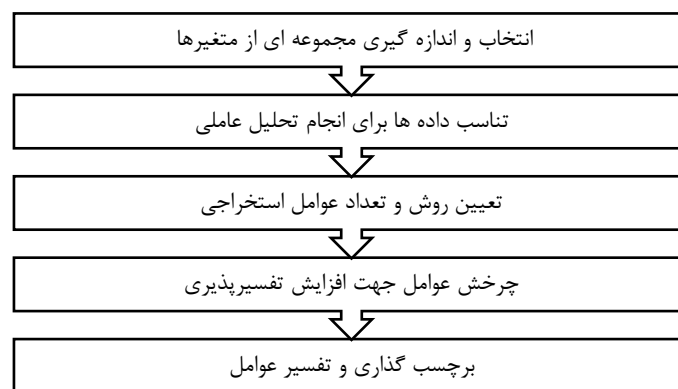 انتخاب و اندازه گیری مجموعه ای از متغیرها
تناسب داده ها برای انجام تحلیل عاملی
تعیین روش و تعداد عوامل استخراجی
چرخش عوامل جهت افزایش تفسیرپذیری
برچسب گذاری و تفسیر عوامل